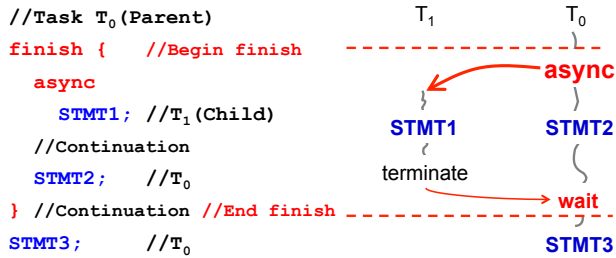 //Task T₀(Parent)
finish { //Begin finish
async
STMT1; //T₁(Child)
//Continuation
STMT2; //T₀
} //Continuation //End finish
STMT3; //T₀
T₁ T₀
async
STMT1 STMT2
terminate
wait
STMT3